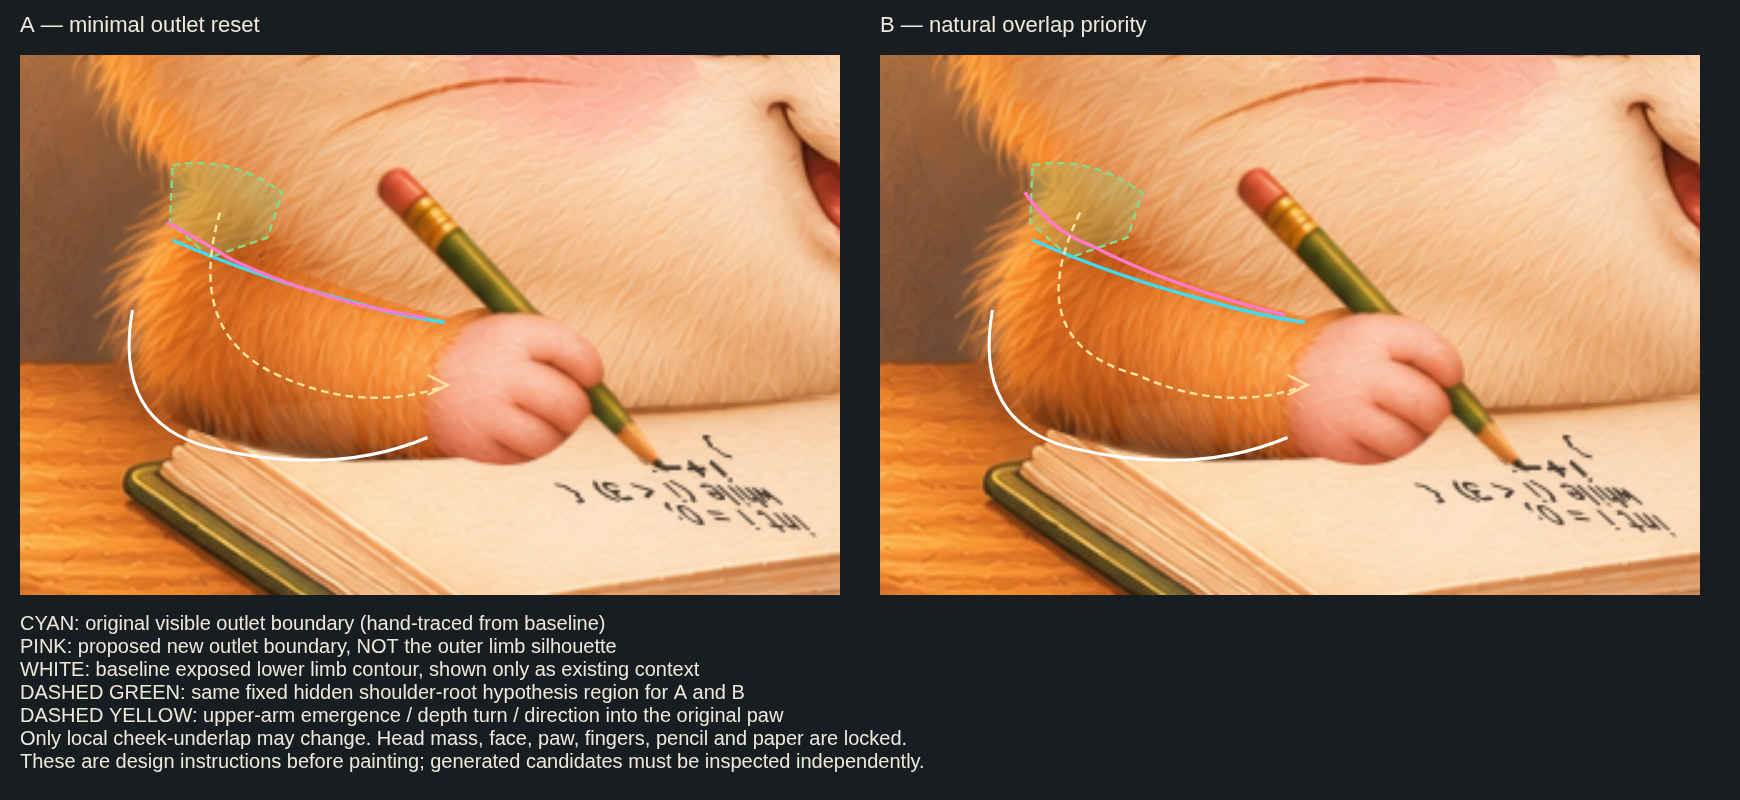 A — minimal outlet reset
B — natural overlap priority
int i = 0;
while (i < 3) {
i++
}
CYAN: original visible outlet boundary (hand-traced from baseline)
PINK: proposed new outlet boundary, NOT the outer limb silhouette
WHITE: baseline exposed lower limb contour, shown only as existing context
DASHED GREEN: same fixed hidden shoulder-root hypothesis region for A and B
DASHED YELLOW: upper-arm emergence / depth turn / direction into the original paw
Only local cheek-underlap may change. Head mass, face, paw, fingers, pencil and paper are locked.
These are design instructions before painting; generated candidates must be inspected independently.